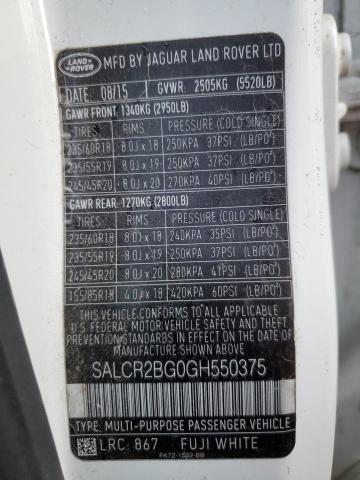 LAND ROVER
MFD BY JAGUAR LAND ROVER LTD
DATE 08/15 GVWR 2505KG (5520LB)
GAWR FRONT 1340KG (2950LB)
TIRES RIMS PRESSURE (COLD SINGLE)
235/60R18 8.0J x 18 250KPA 37PSI (LB/PO²)
235/55R19 8.0J x 19 250KPA 37PSI (LB/PO²)
245/45R20 8.0J x 20 270KPA 40PSI (LB/PO²)
GAWR REAR 1270KG (2800LB)
TIRES RIMS PRESSURE (COLD SINGLE)
235/60R18 8.0J x 18 240KPA 35PSI (LB/PO²)
235/55R19 8.0J x 19 250KPA 37PSI (LB/PO²)
245/45R20 8.0J x 20 280KPA 41PSI (LB/PO²)
T55/85R18 4.0J x 18 420KPA 60PSI (LB/PO²)
THIS VEHICLE CONFORMS TO ALL APPLICABLE
U.S. FEDERAL MOTOR VEHICLE SAFETY, BUMPER,
AND THEFT PREVENTION STANDARDS IN EFFECT ON
THE DATE OF MANUFACTURE SHOWN ABOVE.
SALCR2BG0GH550375
TYPE: MULTI-PURPOSE PASSENGER VEHICLE
LRC 867 FUJI WHITE